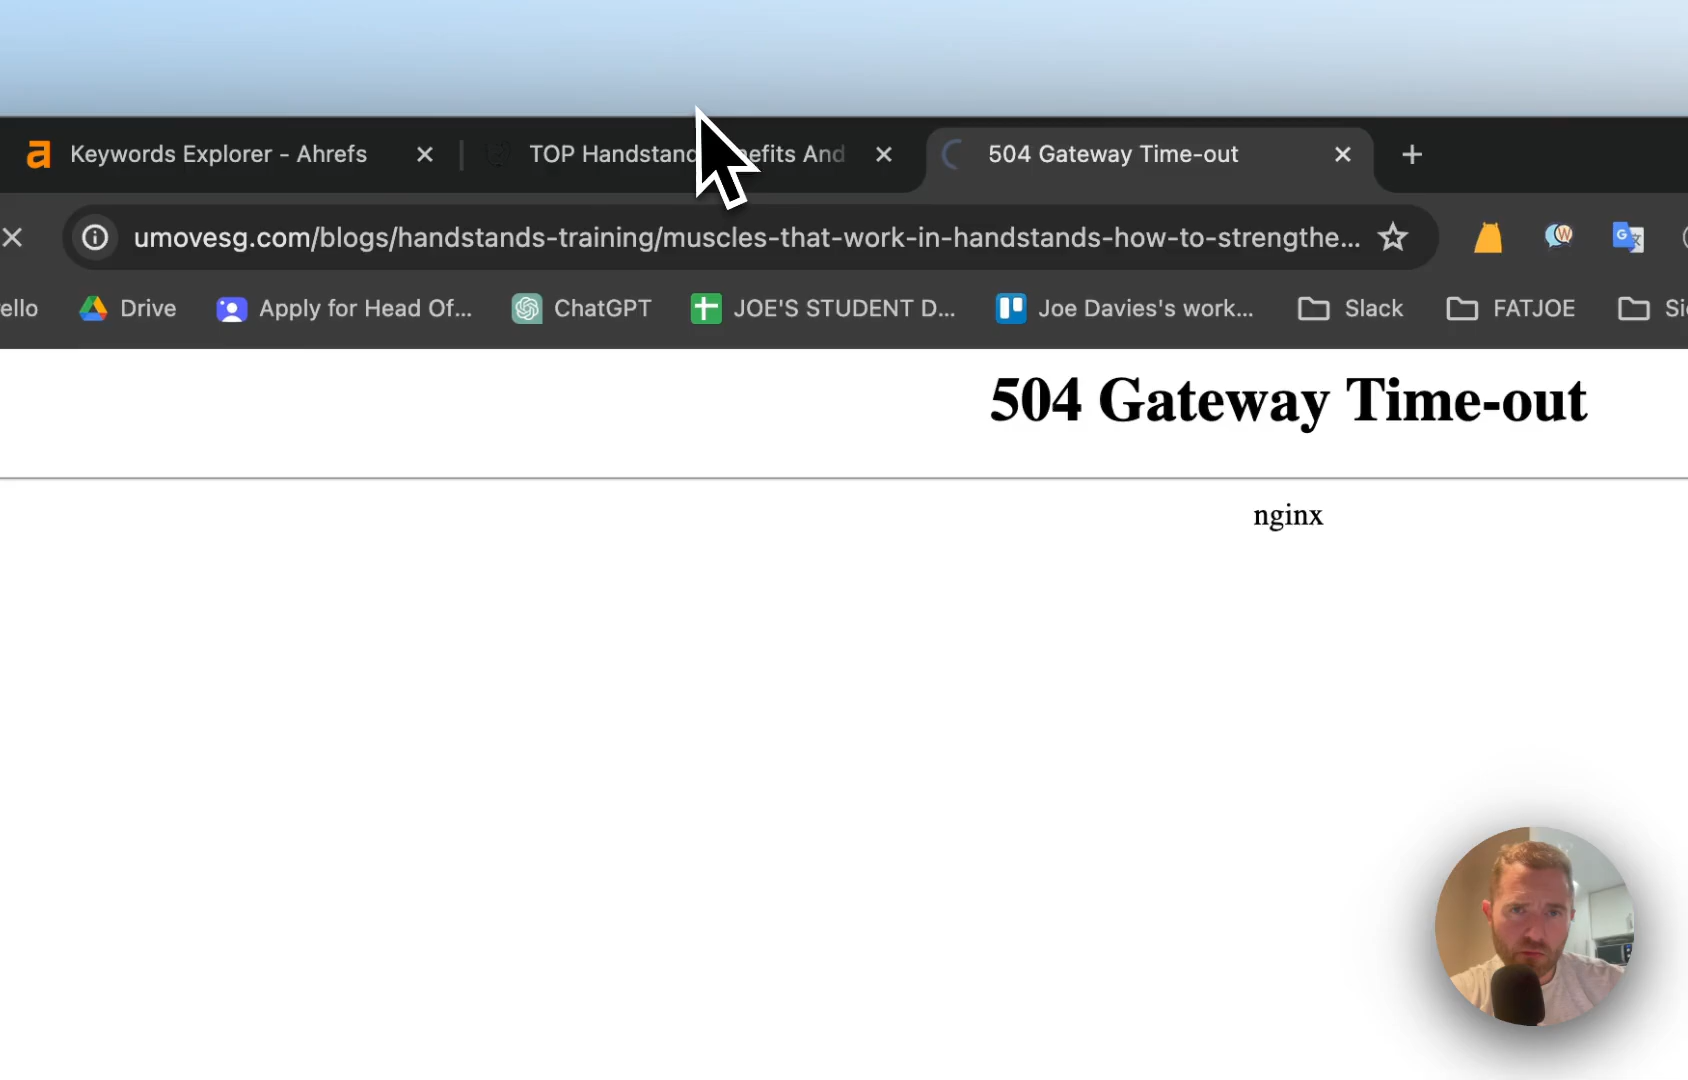 Keywords Explorer - Ahrefs
TOP Handstand And
504 Gateway Time-out
umovesg.com/blogs/handstands-training/muscles-that-work-in-handstands-how-to-strengthe...
ello Drive Apply for Head Of... ChatGPT JOE'S STUDENT D... Joe Davies's work... Slack FATJOE
504 Gateway Time-out
nginx